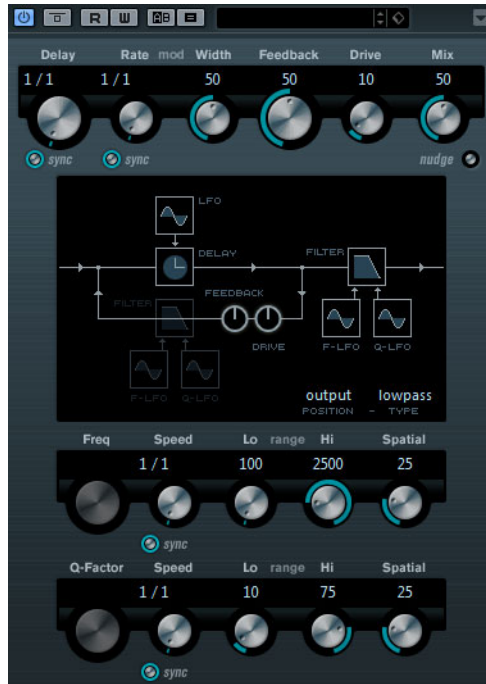 R W AB
Delay Rate mod Width Feedback Drive Mix
1 / 1 1 / 1 50 50 10 50
sync sync nudge
LFO
DELAY FILTER
FILTER FEEDBACK
DRIVE F-LFO Q-LFO
F-LFO Q-LFO
output lowpass
POSITION – TYPE
Freq Speed Lo range Hi Spatial
1 / 1 100 2500 25
sync
Q-Factor Speed Lo range Hi Spatial
1 / 1 10 75 25
sync